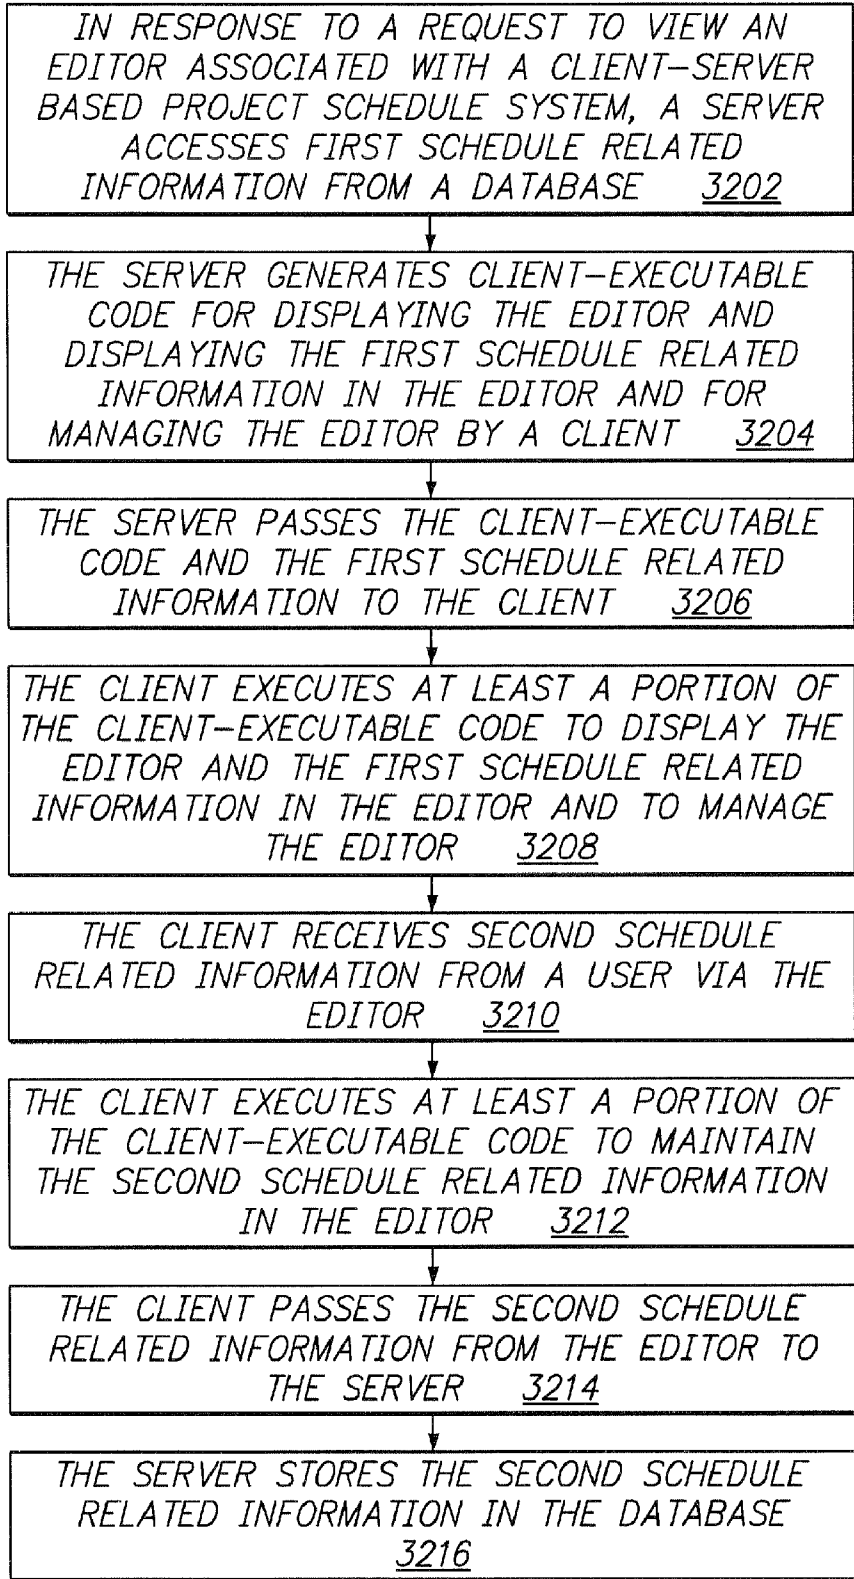 IN RESPONSE TO A REQUEST TO VIEW AN
EDITOR ASSOCIATED WITH A CLIENT-SERVER
BASED PROJECT SCHEDULE SYSTEM, A SERVER
ACCESSES FIRST SCHEDULE RELATED
INFORMATION FROM A DATABASE 3202
THE SERVER GENERATES CLIENT-EXECUTABLE
CODE FOR DISPLAYING THE EDITOR AND
DISPLAYING THE FIRST SCHEDULE RELATED
INFORMATION IN THE EDITOR AND FOR
MANAGING THE EDITOR BY A CLIENT 3204
THE SERVER PASSES THE CLIENT-EXECUTABLE
CODE AND THE FIRST SCHEDULE RELATED
INFORMATION TO THE CLIENT 3206
THE CLIENT EXECUTES AT LEAST A PORTION OF
THE CLIENT-EXECUTABLE CODE TO DISPLAY THE
EDITOR AND THE FIRST SCHEDULE RELATED
INFORMATION IN THE EDITOR AND TO MANAGE
THE EDITOR 3208
THE CLIENT RECEIVES SECOND SCHEDULE
RELATED INFORMATION FROM A USER VIA THE
EDITOR 3210
THE CLIENT EXECUTES AT LEAST A PORTION OF
THE CLIENT-EXECUTABLE CODE TO MAINTAIN
THE SECOND SCHEDULE RELATED INFORMATION
IN THE EDITOR 3212
THE CLIENT PASSES THE SECOND SCHEDULE
RELATED INFORMATION FROM THE EDITOR TO
THE SERVER 3214
THE SERVER STORES THE SECOND SCHEDULE
RELATED INFORMATION IN THE DATABASE
3216